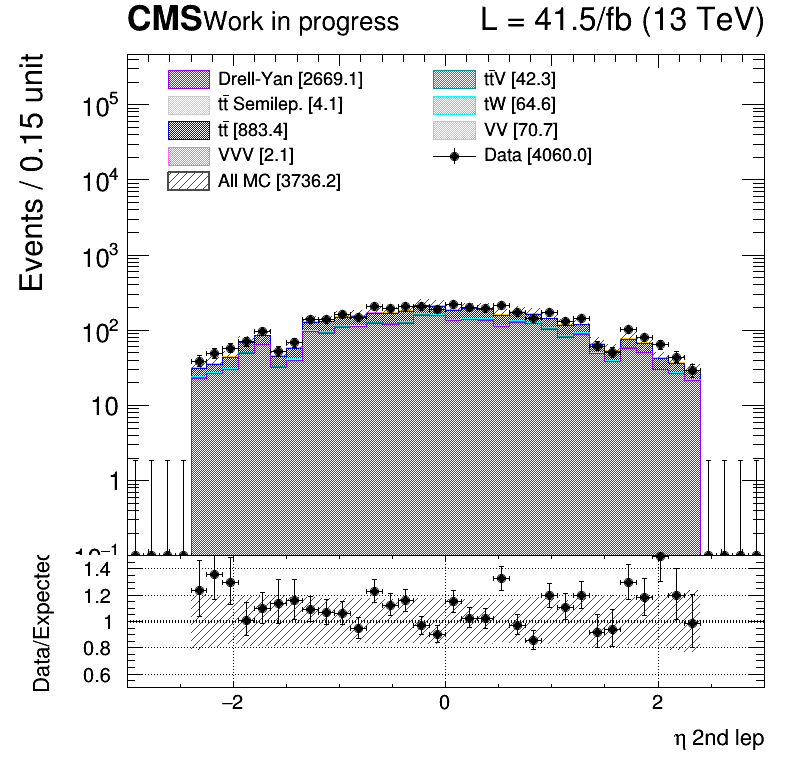 CMS Work in progress L = 41.5/fb (13 TeV)
Events / 0.15 unit
Drell-Yan [2669.1]
tt̄ Semilep. [4.1]
tt̄ [883.4]
VVV [2.1]
All MC [3736.2]
tt̄V [42.3]
tW [64.6]
VV [70.7]
Data [4060.0]
10⁵
10⁴
10³
10²
10
1
Data/Expected
1.4
1.2
1
0.8
0.6
−2 0 2
η 2nd lep